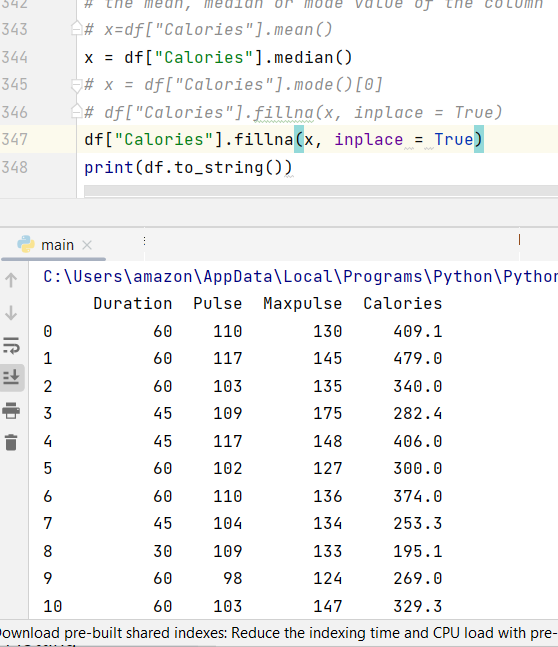 342 # the mean, median or mode value of the column
343 # x=df["Calories"].mean()
344 x = df["Calories"].median()
345 # x = df["Calories"].mode()[0]
346 # df["Calories"].fillna(x, inplace = True)
347 df["Calories"].fillna(x, inplace = True)
348 print(df.to_string())
main
C:\Users\amazon\AppData\Local\Programs\Python\Python
Duration Pulse Maxpulse Calories
0 60 110 130 409.1
1 60 117 145 479.0
2 60 103 135 340.0
3 45 109 175 282.4
4 45 117 148 406.0
5 60 102 127 300.0
6 60 110 136 374.0
7 45 104 134 253.3
8 30 109 133 195.1
9 60 98 124 269.0
10 60 103 147 329.3
Download pre-built shared indexes: Reduce the indexing time and CPU load with pre-